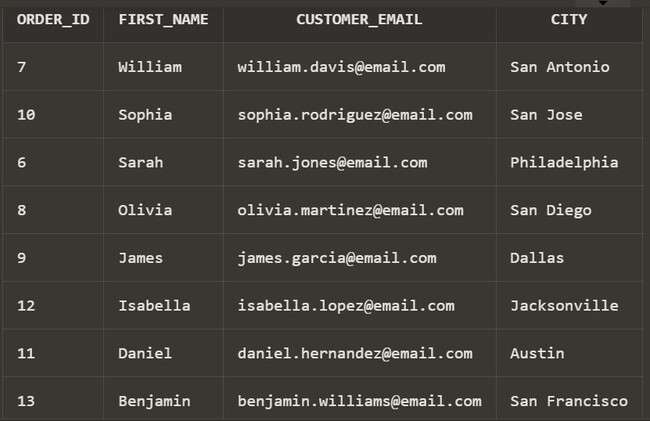 ORDER_ID FIRST_NAME CUSTOMER_EMAIL CITY
7 William william.davis@email.com San Antonio
10 Sophia sophia.rodriguez@email.com San Jose
6 Sarah sarah.jones@email.com Philadelphia
8 Olivia olivia.martinez@email.com San Diego
9 James james.garcia@email.com Dallas
12 Isabella isabella.lopez@email.com Jacksonville
11 Daniel daniel.hernandez@email.com Austin
13 Benjamin benjamin.williams@email.com San Francisco